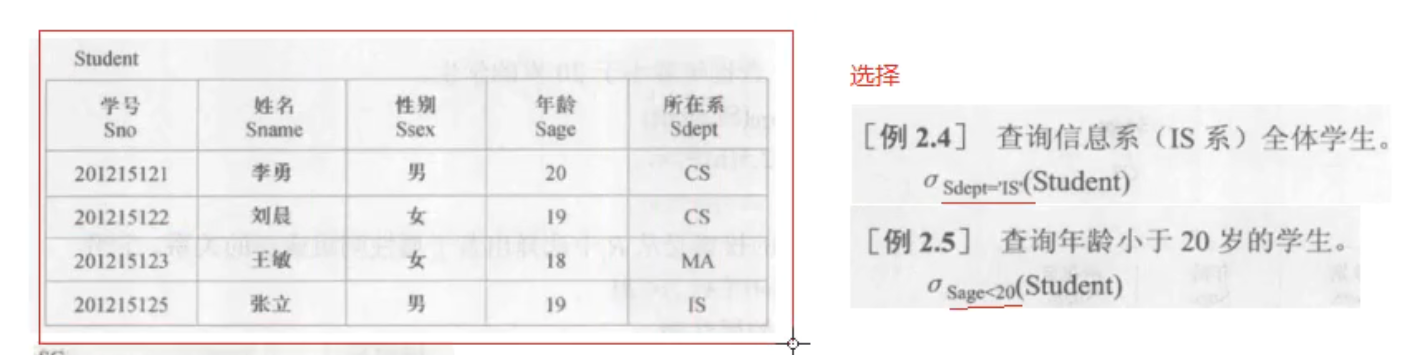 Student
学号 姓名 性别 年龄 所在系
Sno Sname Ssex Sage Sdept
201215121 李勇 男 20 CS
201215122 刘晨 女 19 CS
201215123 王敏 女 18 MA
201215125 张立 男 19 IS
选择
［例 2.4］ 查询信息系（IS 系）全体学生。
σ Sdept='IS'(Student)
［例 2.5］ 查询年龄小于 20 岁的学生。
σ Sage<20(Student)